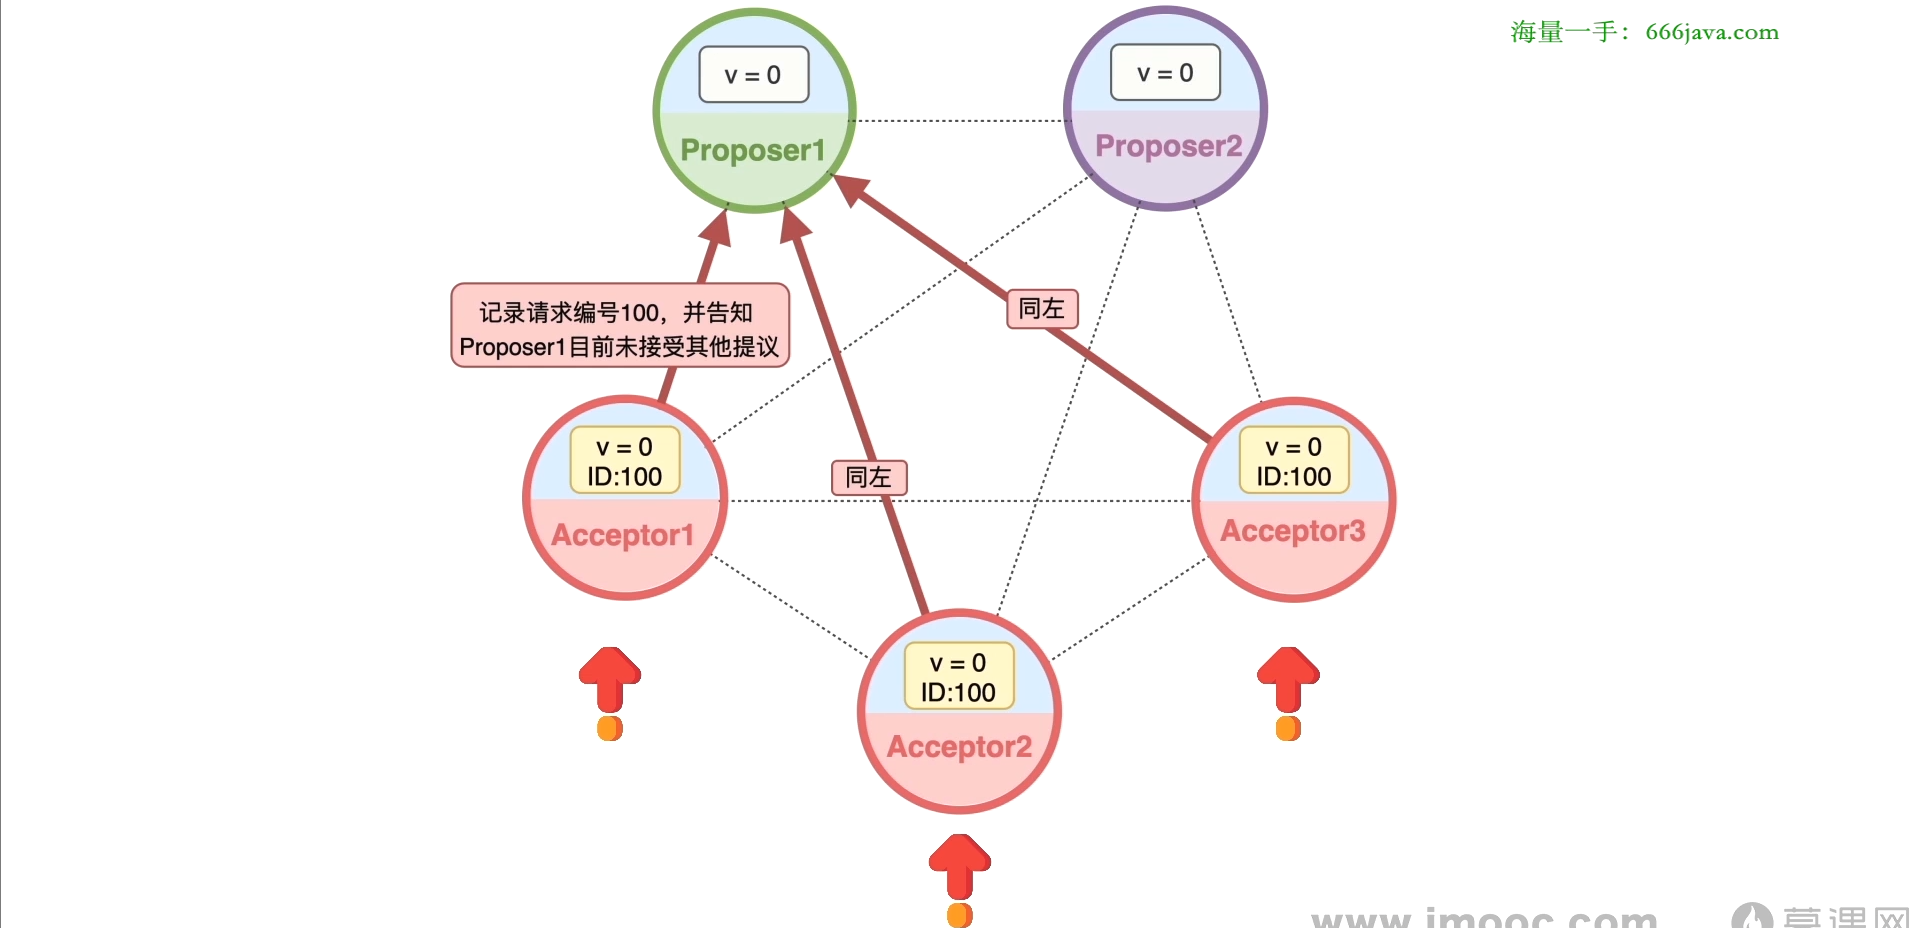 海量一手：666java.com
v = 0
Proposer1
v = 0
Proposer2
记录请求编号100，并告知
Proposer1目前未接受其他提议
同左
同左
v = 0
ID:100
Acceptor1
v = 0
ID:100
Acceptor3
v = 0
ID:100
Acceptor2
www.imooc.com
慕课网